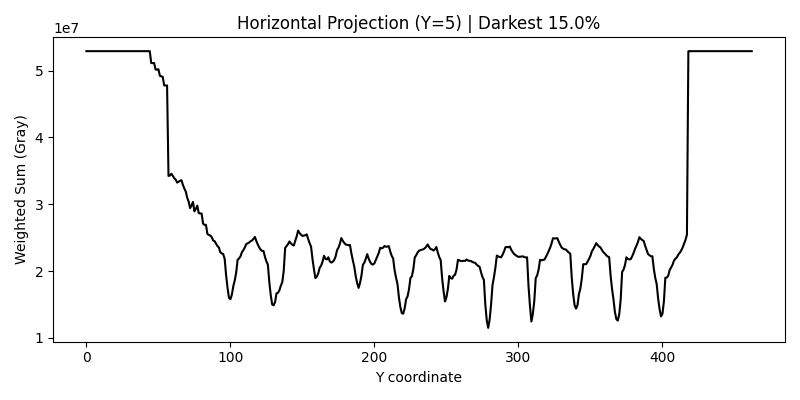 Horizontal Projection (Y=5) | Darkest 15.0%
1e7
5
4
3
2
1
Weighted Sum (Gray)
0 100 200 300 400
Y coordinate